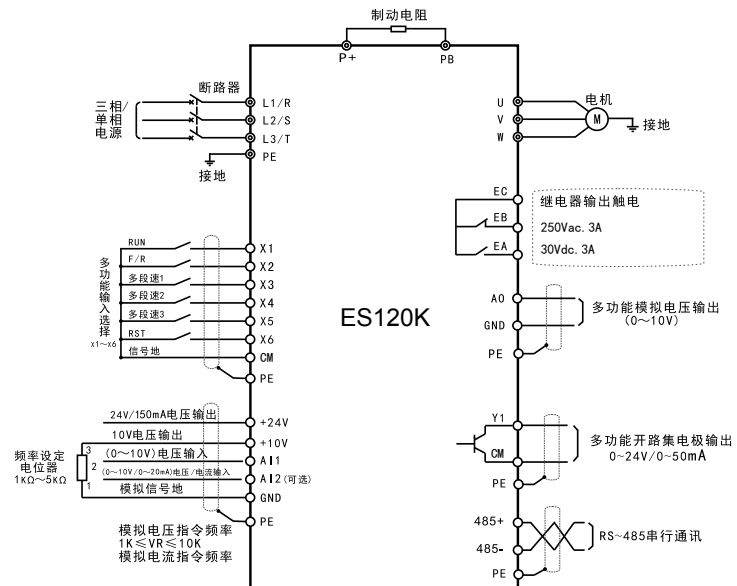 制动电阻
P+
PB
断路器
三相/
单相
电源
L1/R
L2/S
L3/T
PE
接地
U
V
W
电机
M
接地
EC
EB
EA
继电器输出触电
250Vac. 3A
30Vdc. 3A
多功能输入选择
X1~X6
RUN
F/R
多段速1
多段速2
多段速3
RST
信号地
X1
X2
X3
X4
X5
X6
CM
PE
ES120K
AO
GND
PE
多功能模拟电压输出
(0~10V)
24V/150mA电压输出
10V电压输出
(0~10V)电压输入
(0~10V/0~20mA)电压/电流输入
模拟信号地
+24V
+10V
AI1
AI2(可选)
GND
PE
频率设定
电位器
1KΩ~5KΩ
3
2
1
模拟电压指令频率
1K≤VR≤10K
模拟电流指令频率
Y1
CM
PE
多功能开路集电极输出
0~24V/0~50mA
485+
485-
PE
RS~485串行通讯